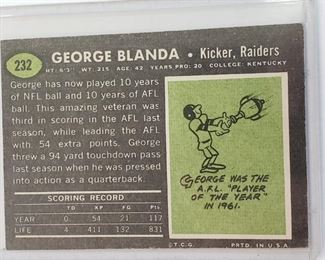 232
GEORGE BLANDA • Kicker, Raiders
HT: 6'3" WT: 215 AGE: 42 YEARS PRO: 20 COLLEGE: KENTUCKY
George has now played 10 years
of NFL ball and 10 years of AFL
ball. This amazing veteran was
third in scoring in the AFL last
season, while leading the AFL
with 54 extra points. George
threw a 94 yard touchdown pass
last season when he was pressed
into action as a quarterback.
SCORING RECORD
TD XP FG Pts.
YEAR 0 54 21 117
LIFE 4 411 132 831
GEORGE WAS THE
A.F.L. "PLAYER
OF THE YEAR"
IN 1961.
©T.C.G. PRTD. IN U.S.A.